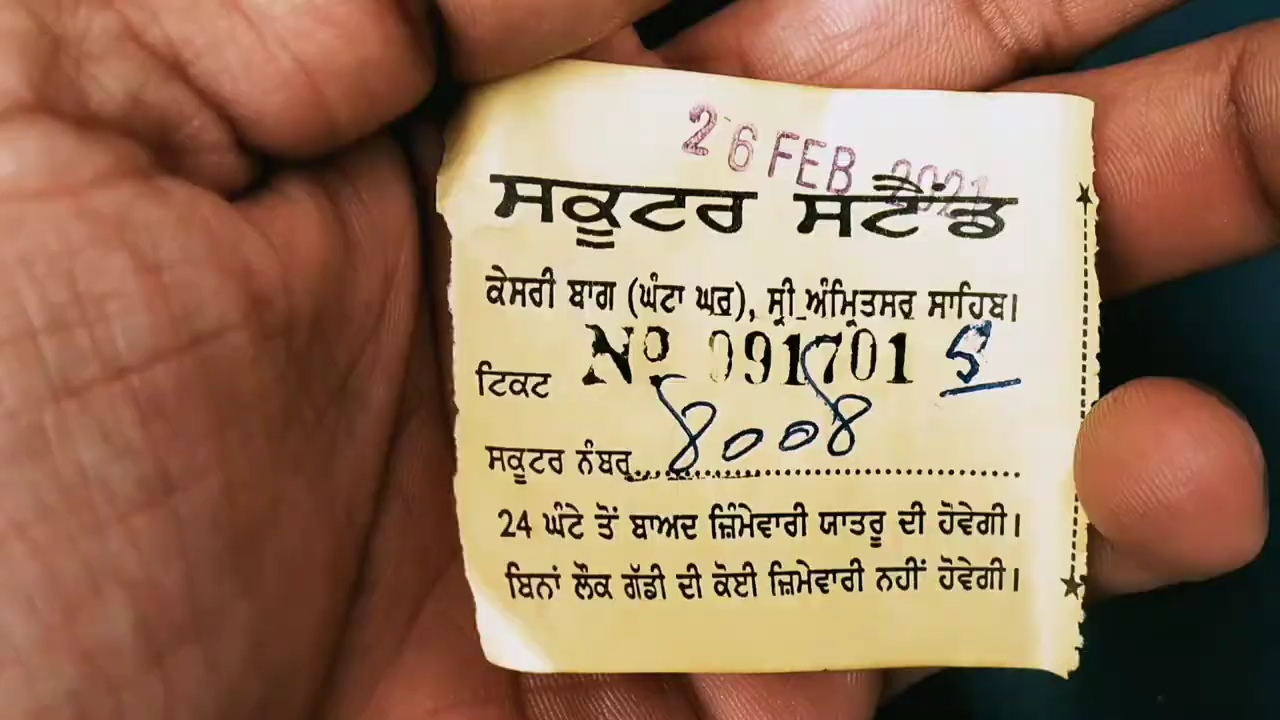 26 FEB 2021
ਸਕੂਟਰ ਸਟੈਂਡ
ਕੇਸਰੀ ਬਾਗ (ਘੰਟਾ ਘਰ), ਸ੍ਰੀ ਅੰਮ੍ਰਿਤਸਰ ਸਾਹਿਬ।
ਟਿਕਟ Nº 091701
ਸਕੂਟਰ ਨੰਬਰ 8008
24 ਘੰਟੇ ਤੋਂ ਬਾਅਦ ਜ਼ਿੰਮੇਵਾਰੀ ਯਾਤਰੂ ਦੀ ਹੋਵੇਗੀ।
ਬਿਨਾਂ ਲੌਕ ਗੱਡੀ ਦੀ ਕੋਈ ਜ਼ਿਮੇਵਾਰੀ ਨਹੀਂ ਹੋਵੇਗੀ।